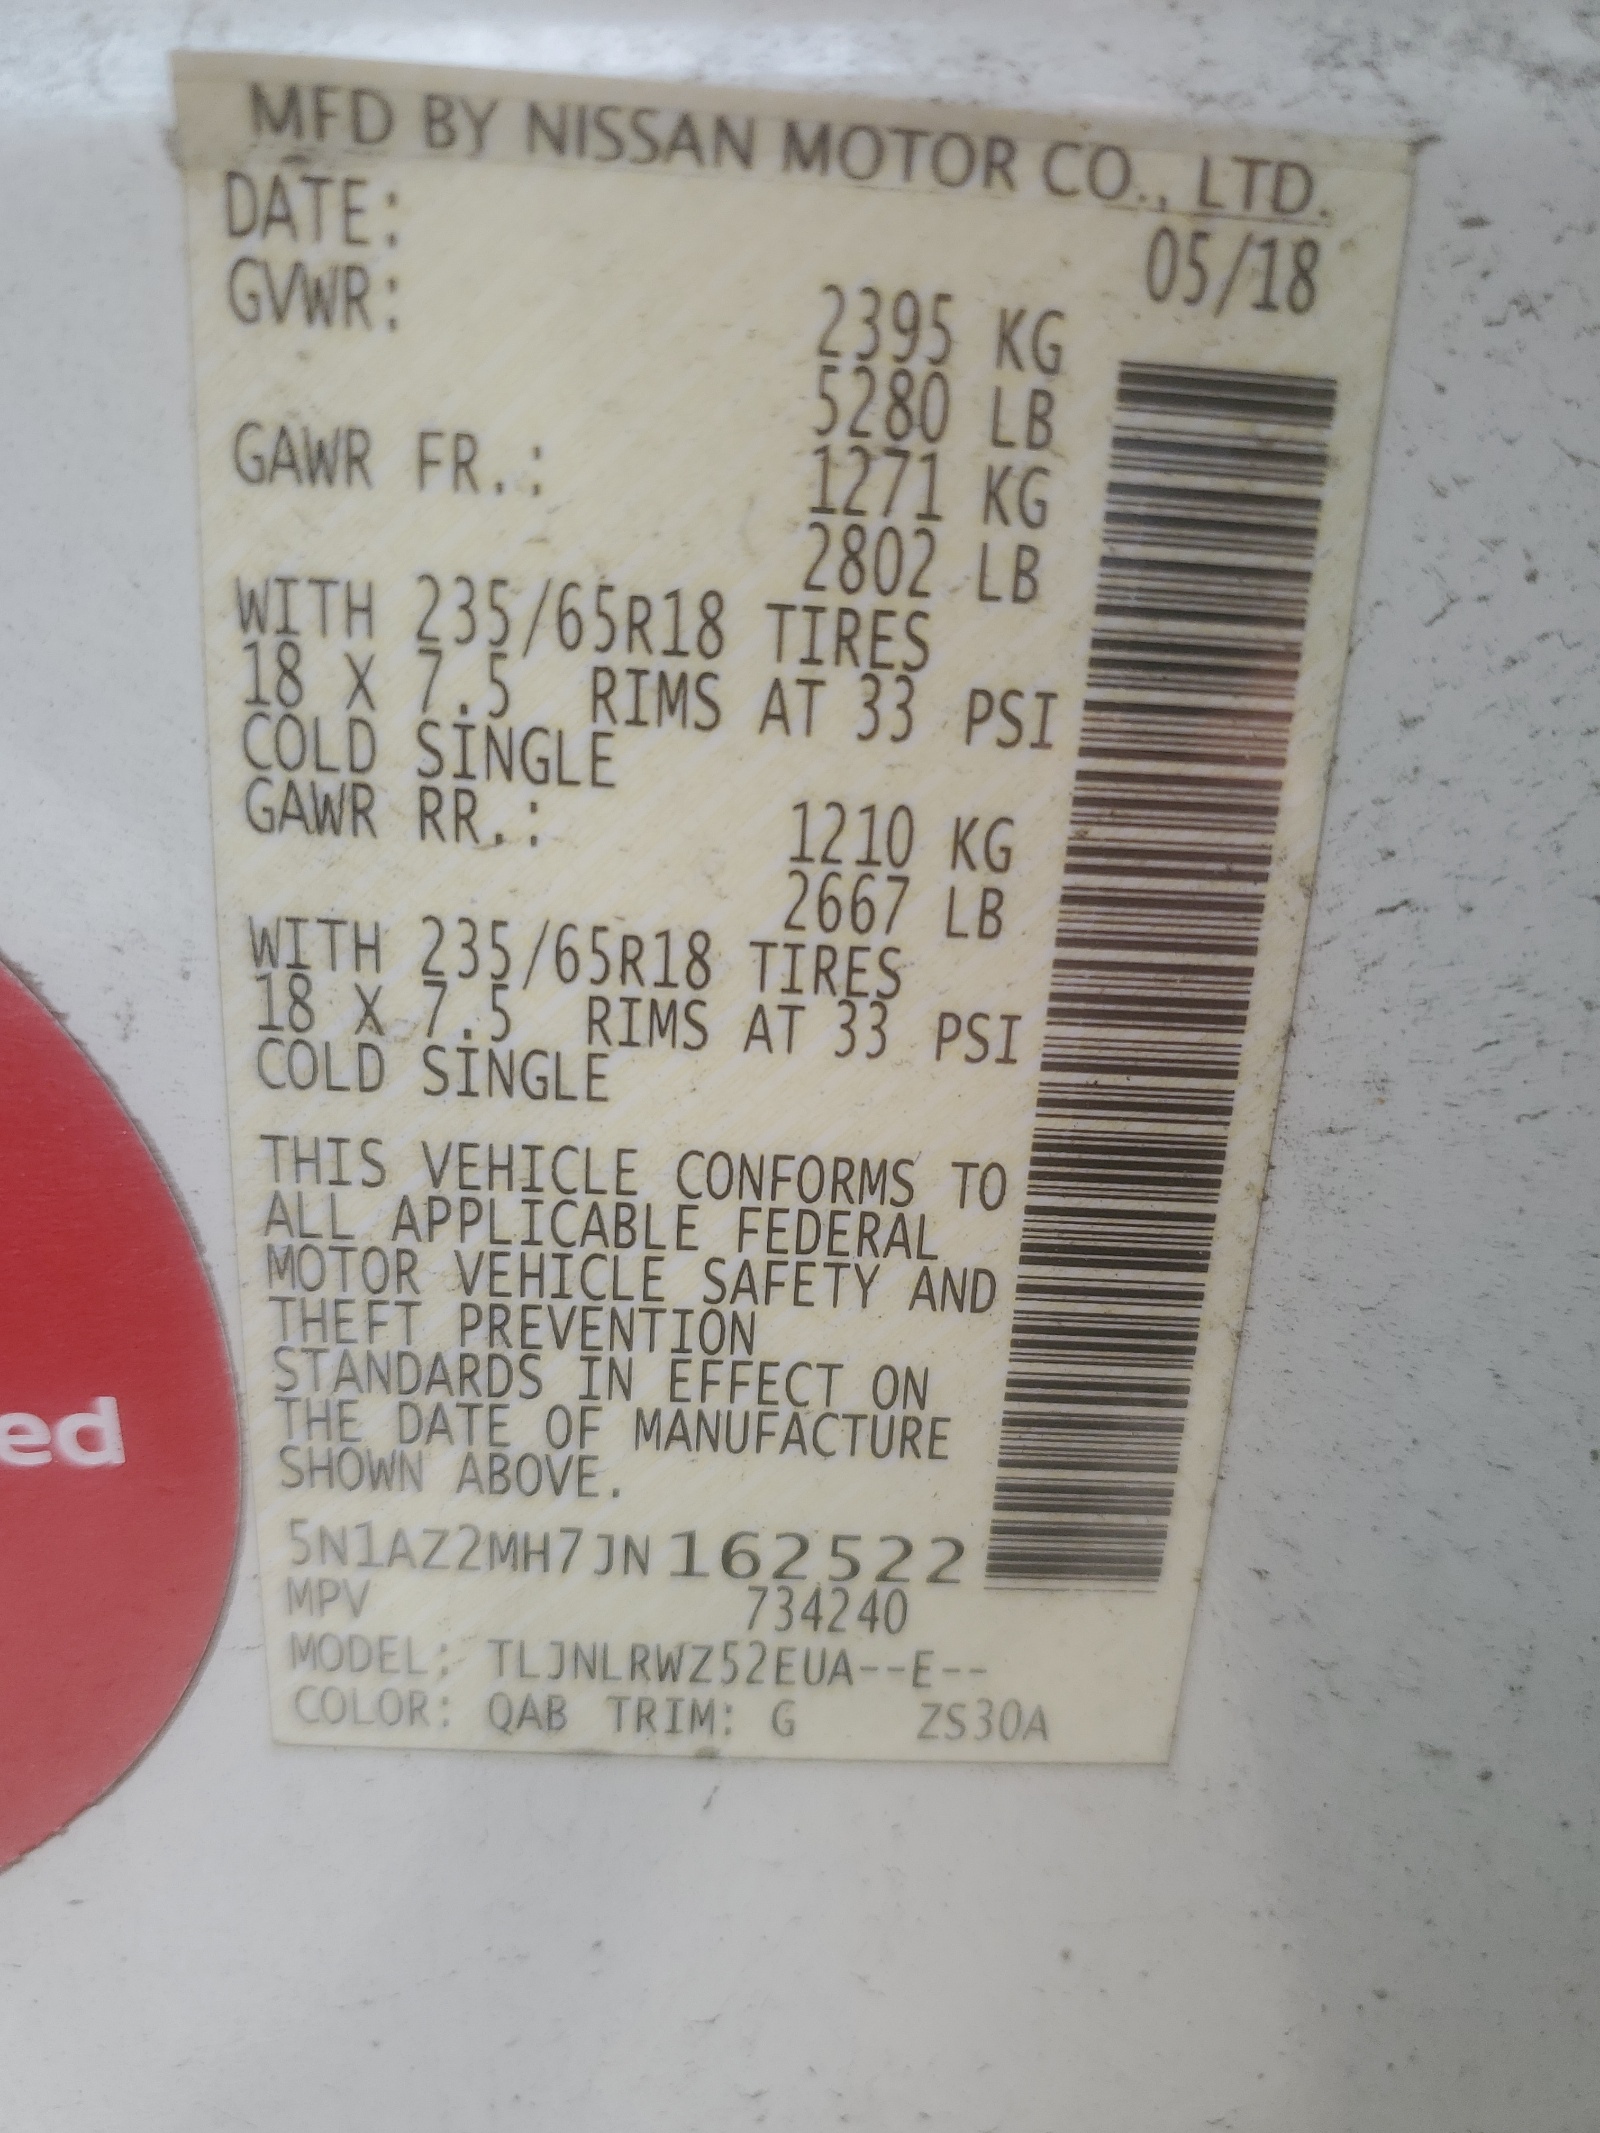 MFD BY NISSAN MOTOR CO., LTD.
DATE: 05/18
GVWR: 2395 KG
5280 LB
GAWR FR.: 1271 KG
2802 LB
WITH 235/65R18 TIRES
18 X 7.5 RIMS AT 33 PSI
COLD SINGLE
GAWR RR.: 1210 KG
2667 LB
WITH 235/65R18 TIRES
18 X 7.5 RIMS AT 33 PSI
COLD SINGLE
THIS VEHICLE CONFORMS TO
ALL APPLICABLE FEDERAL
MOTOR VEHICLE SAFETY AND
THEFT PREVENTION
STANDARDS IN EFFECT ON
THE DATE OF MANUFACTURE
SHOWN ABOVE.
5N1AZ2MH7JN162522
MPV 734240
MODEL: TLJNLRWZ52EUA--E--
COLOR: QAB TRIM: G ZS30A
ed